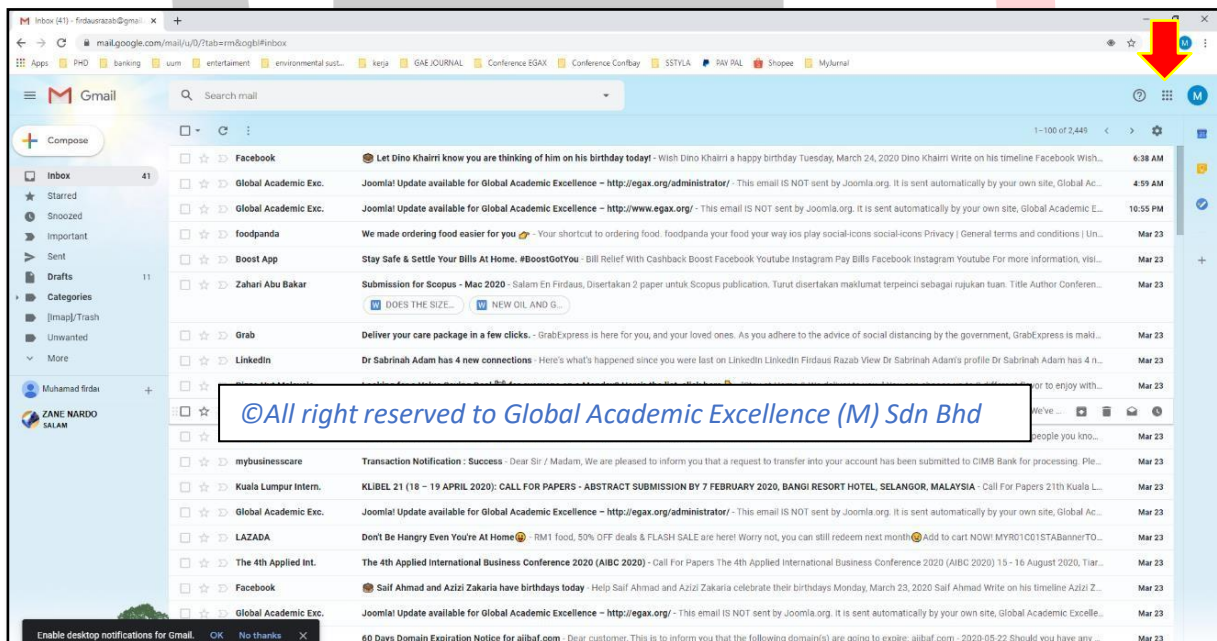 Inbox (41) - firdausrazab@gmail.
mail.google.com/mail/u/0/?tab=rm&ogbl#inbox
Apps PHD banking uum entertaiment environmental sust... kerja GAE JOURNAL Conference EGAX Conference Confbay SSTYLA PAY PAL Shopee MyJurnal
Gmail
Search mail
M
Compose
1–100 of 2,449
Inbox 41
Starred
Snoozed
Important
Sent
Drafts 11
Categories
[Imap]/Trash
Unwanted
More
Muhamad firdau
ZANE NARDO
SALAM
Facebook Let Dino Khairri know you are thinking of him on his birthday today! - Wish Dino Khairri a happy birthday Tuesday, March 24, 2020 Dino Khairri Write on his timeline Facebook Wish... 6:38 AM
Global Academic Exc. Joomla! Update available for Global Academic Excellence – http://egax.org/administrator/ - This email IS NOT sent by Joomla.org. It is sent automatically by your own site, Global Ac... 4:59 AM
Global Academic Exc. Joomla! Update available for Global Academic Excellence – http://www.egax.org/ - This email IS NOT sent by Joomla.org. It is sent automatically by your own site, Global Academic E... 10:55 PM
foodpanda We made ordering food easier for you - Your shortcut to ordering food. foodpanda your food your way ios play social-icons social-icons Privacy | General terms and conditions | Un... Mar 23
Boost App Stay Safe & Settle Your Bills At Home. #BoostGotYou - Bill Relief With Cashback Boost Facebook Youtube Instagram Pay Bills Facebook Instagram Youtube For more information, visi... Mar 23
Zahari Abu Bakar Submission for Scopus - Mac 2020 - Salam En Firdaus, Disertakan 2 paper untuk Scopus publication. Turut disertakan maklumat terpeinci sebagai rujukan tuan. Title Author Conferen... Mar 23
W DOES THE SIZE... W NEW OIL AND G...
Grab Deliver your care package in a few clicks. - GrabExpress is here for you, and your loved ones. As you adhere to the advice of social distancing by the government, GrabExpress is maki... Mar 23
LinkedIn Dr Sabrinah Adam has 4 new connections - Here's what's happened since you were last on LinkedIn LinkedIn Firdaus Razab View Dr Sabrinah Adam's profile Dr Sabrinah Adam has 4 n... Mar 23
or to enjoy with... Mar 23
©All right reserved to Global Academic Excellence (M) Sdn Bhd
We've ...
people you kno... Mar 23
mybusinesscare Transaction Notification : Success - Dear Sir / Madam, We are pleased to inform you that a request to transfer into your account has been submitted to CIMB Bank for processing. Ple... Mar 23
Kuala Lumpur Intern. KLiBEL 21 (18 – 19 APRIL 2020): CALL FOR PAPERS - ABSTRACT SUBMISSION BY 7 FEBRUARY 2020, BANGI RESORT HOTEL, SELANGOR, MALAYSIA - Call For Papers 21th Kuala L... Mar 23
Global Academic Exc. Joomla! Update available for Global Academic Excellence – http://egax.org/administrator/ - This email IS NOT sent by Joomla.org. It is sent automatically by your own site, Global Ac... Mar 23
LAZADA Don't Be Hangry Even You're At Home - RM1 food, 50% OFF deals & FLASH SALE are here! Worry not, you can still redeem next month Add to cart NOW! MYR01C01STABannerTO... Mar 23
The 4th Applied Int. The 4th Applied International Business Conference 2020 (AIBC 2020) - Call For Papers The 4th Applied International Business Conference 2020 (AIBC 2020) 15 - 16 August 2020, Tiar... Mar 23
Facebook Saif Ahmad and Azizi Zakaria have birthdays today - Help Saif Ahmad and Azizi Zakaria celebrate their birthdays Monday, March 23, 2020 Saif Ahmad Write on his timeline Azizi Z... Mar 23
Global Academic Exc. Joomla! Update available for Global Academic Excellence – http://egax.org/ - This email IS NOT sent by Joomla.org. It is sent automatically by your own site, Global Academic Excelle... Mar 23
60 Days Domain Expiration Notice for aijbaf.com - Dear customer, This is to inform you that the following domain(s) are going to expire: aijbaf.com - 2020-05-22 Should you have any ... Mar 23
Enable desktop notifications for Gmail. OK No thanks